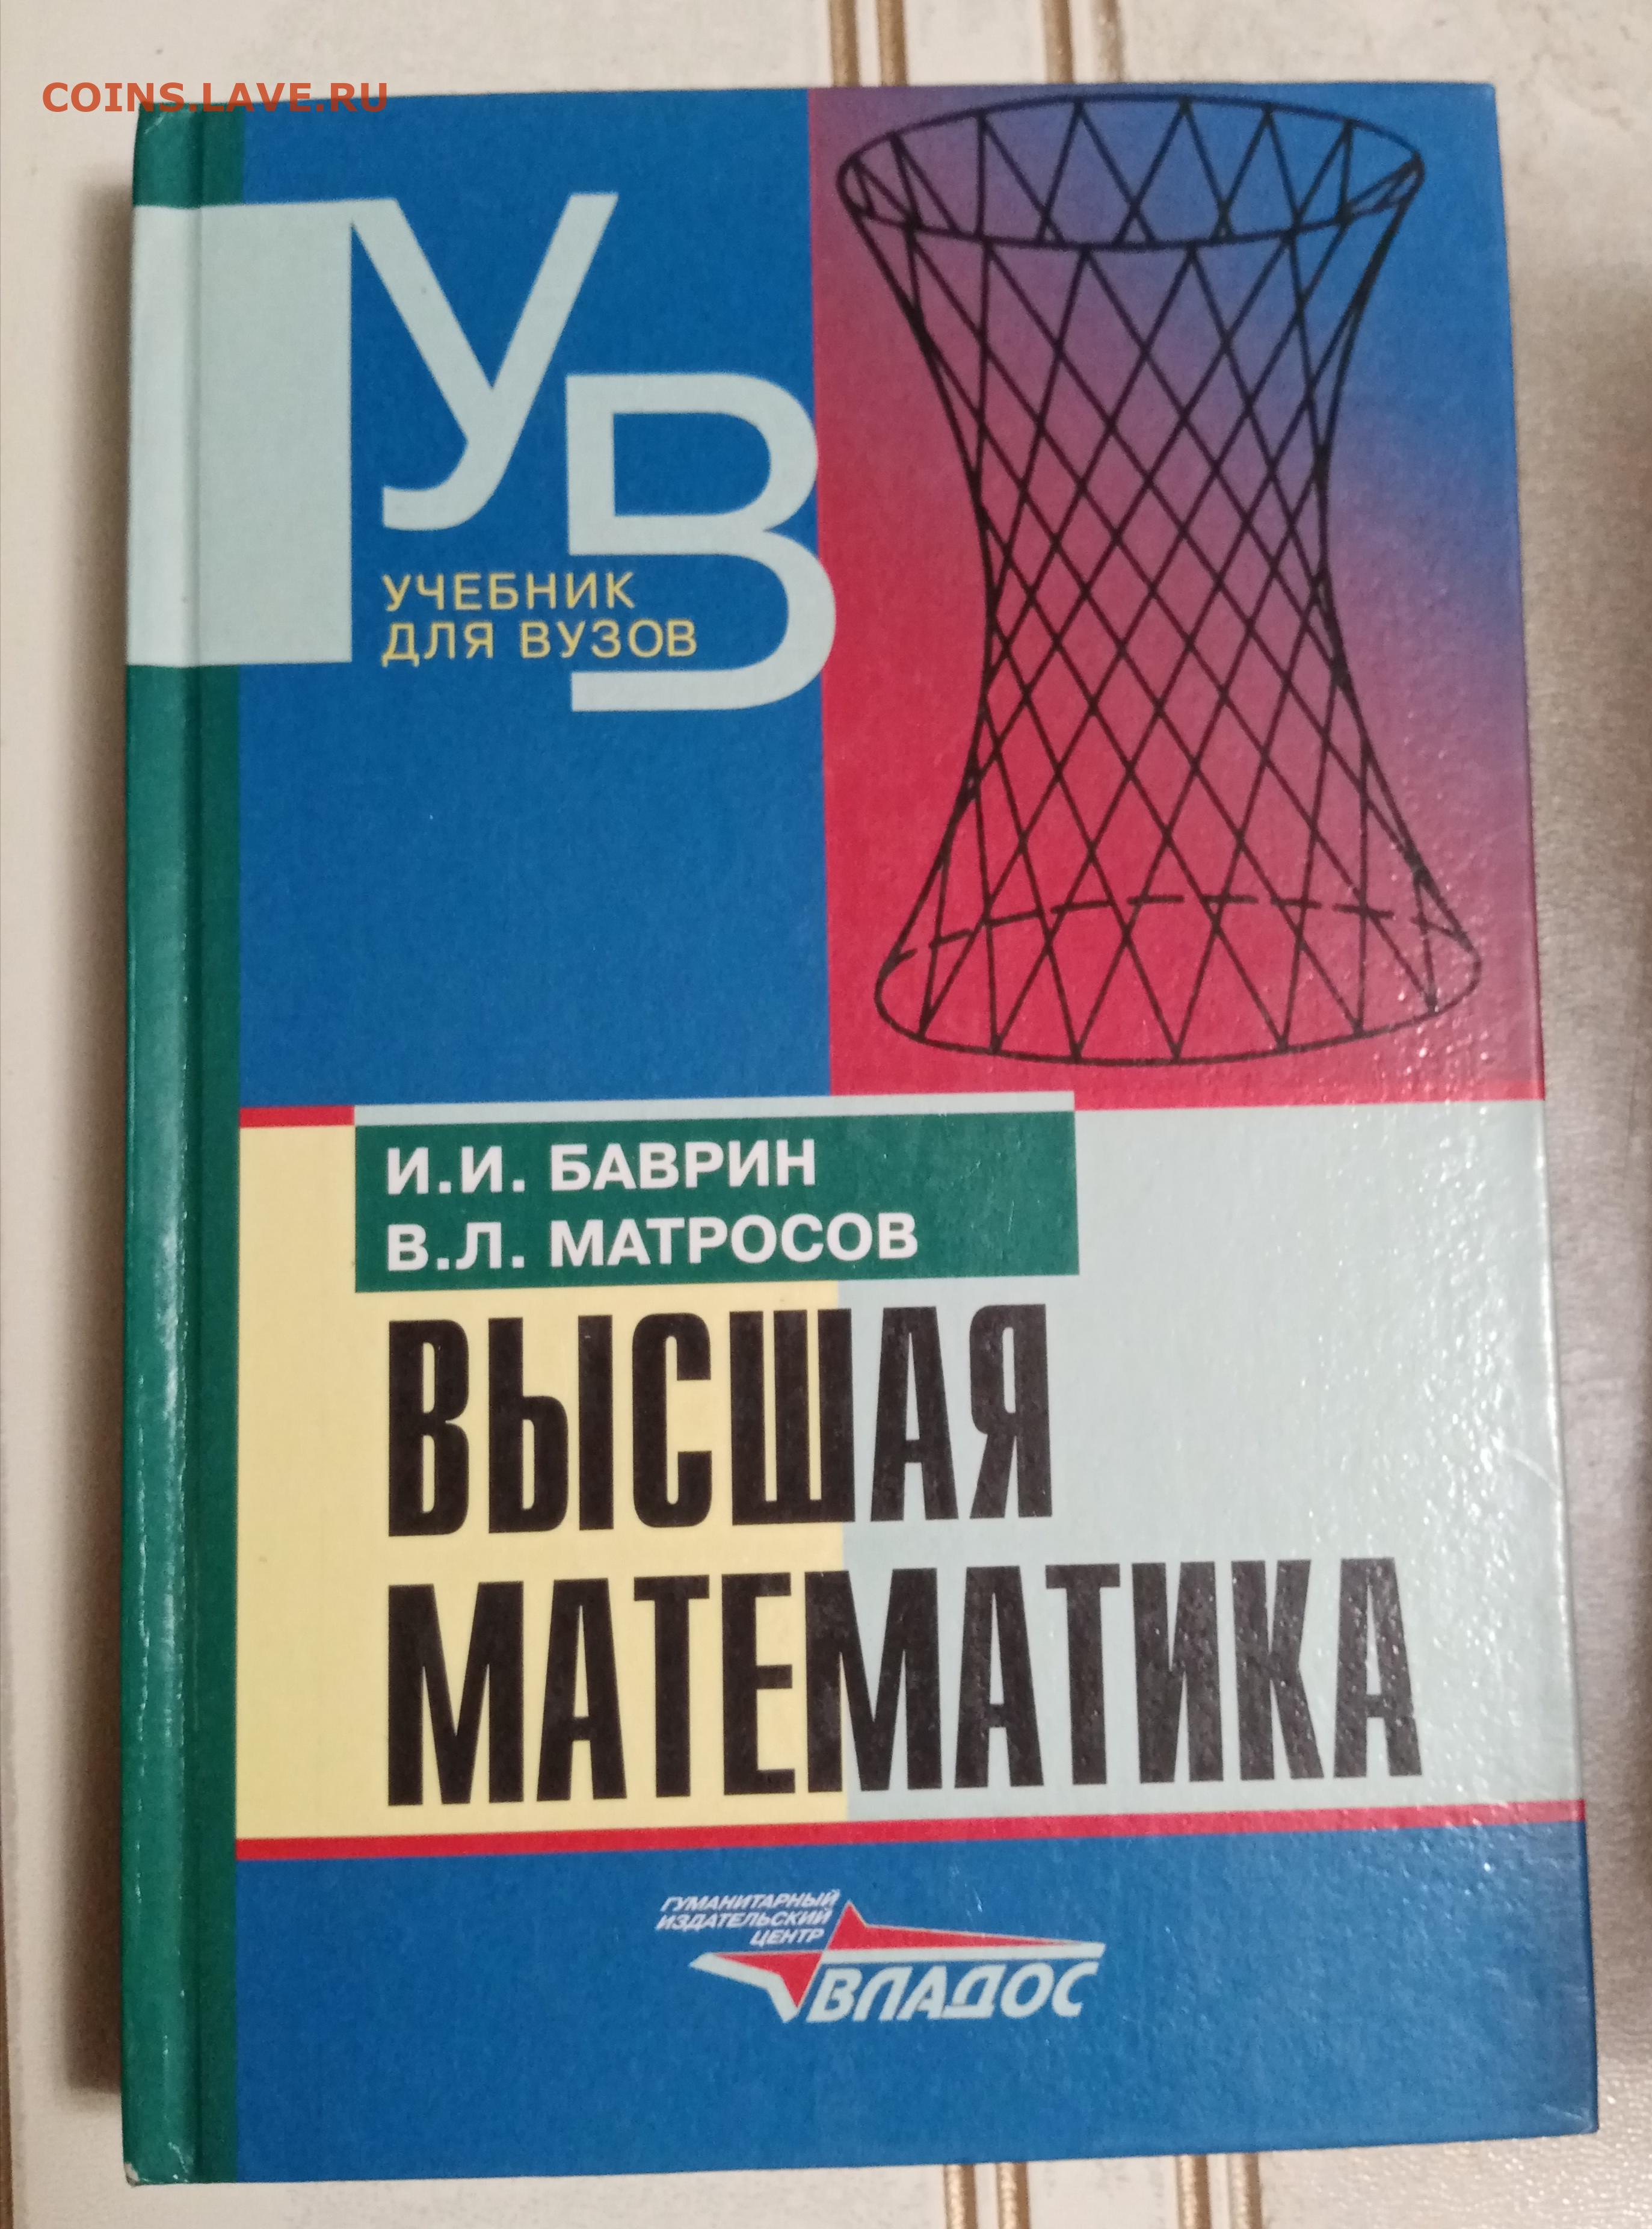 COINS.LAVE.RU
УВ
УЧЕБНИК
ДЛЯ ВУЗОВ
И.И. БАВРИН
В.Л. МАТРОСОВ
ВЫСШАЯ
МАТЕМАТИКА
ГУМАНИТАРНЫЙ
ИЗДАТЕЛЬСКИЙ
ЦЕНТР
ВЛАДОС